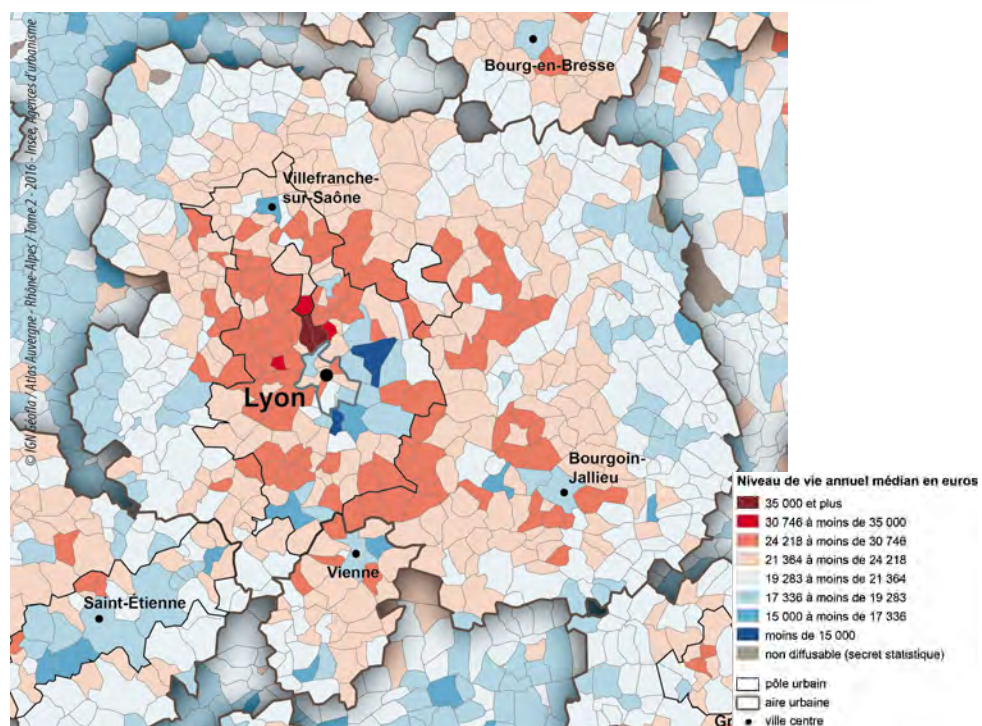 © IGN Géofla / Atlas Auvergne - Rhône-Alpes / Tome 2 - 2016 - Insee, Agences d'urbanisme
Bourg-en-Bresse
Villefranche-
sur-Saône
Lyon
Bourgoin-
Jallieu
Vienne
Saint-Étienne
Gr
Niveau de vie annuel médian en euros
35 000 et plus
30 746 à moins de 35 000
24 218 à moins de 30 746
21 364 à moins de 24 218
19 283 à moins de 21 364
17 336 à moins de 19 283
15 000 à moins de 17 336
moins de 15 000
non diffusable (secret statistique)
pôle urbain
aire urbaine
ville centre